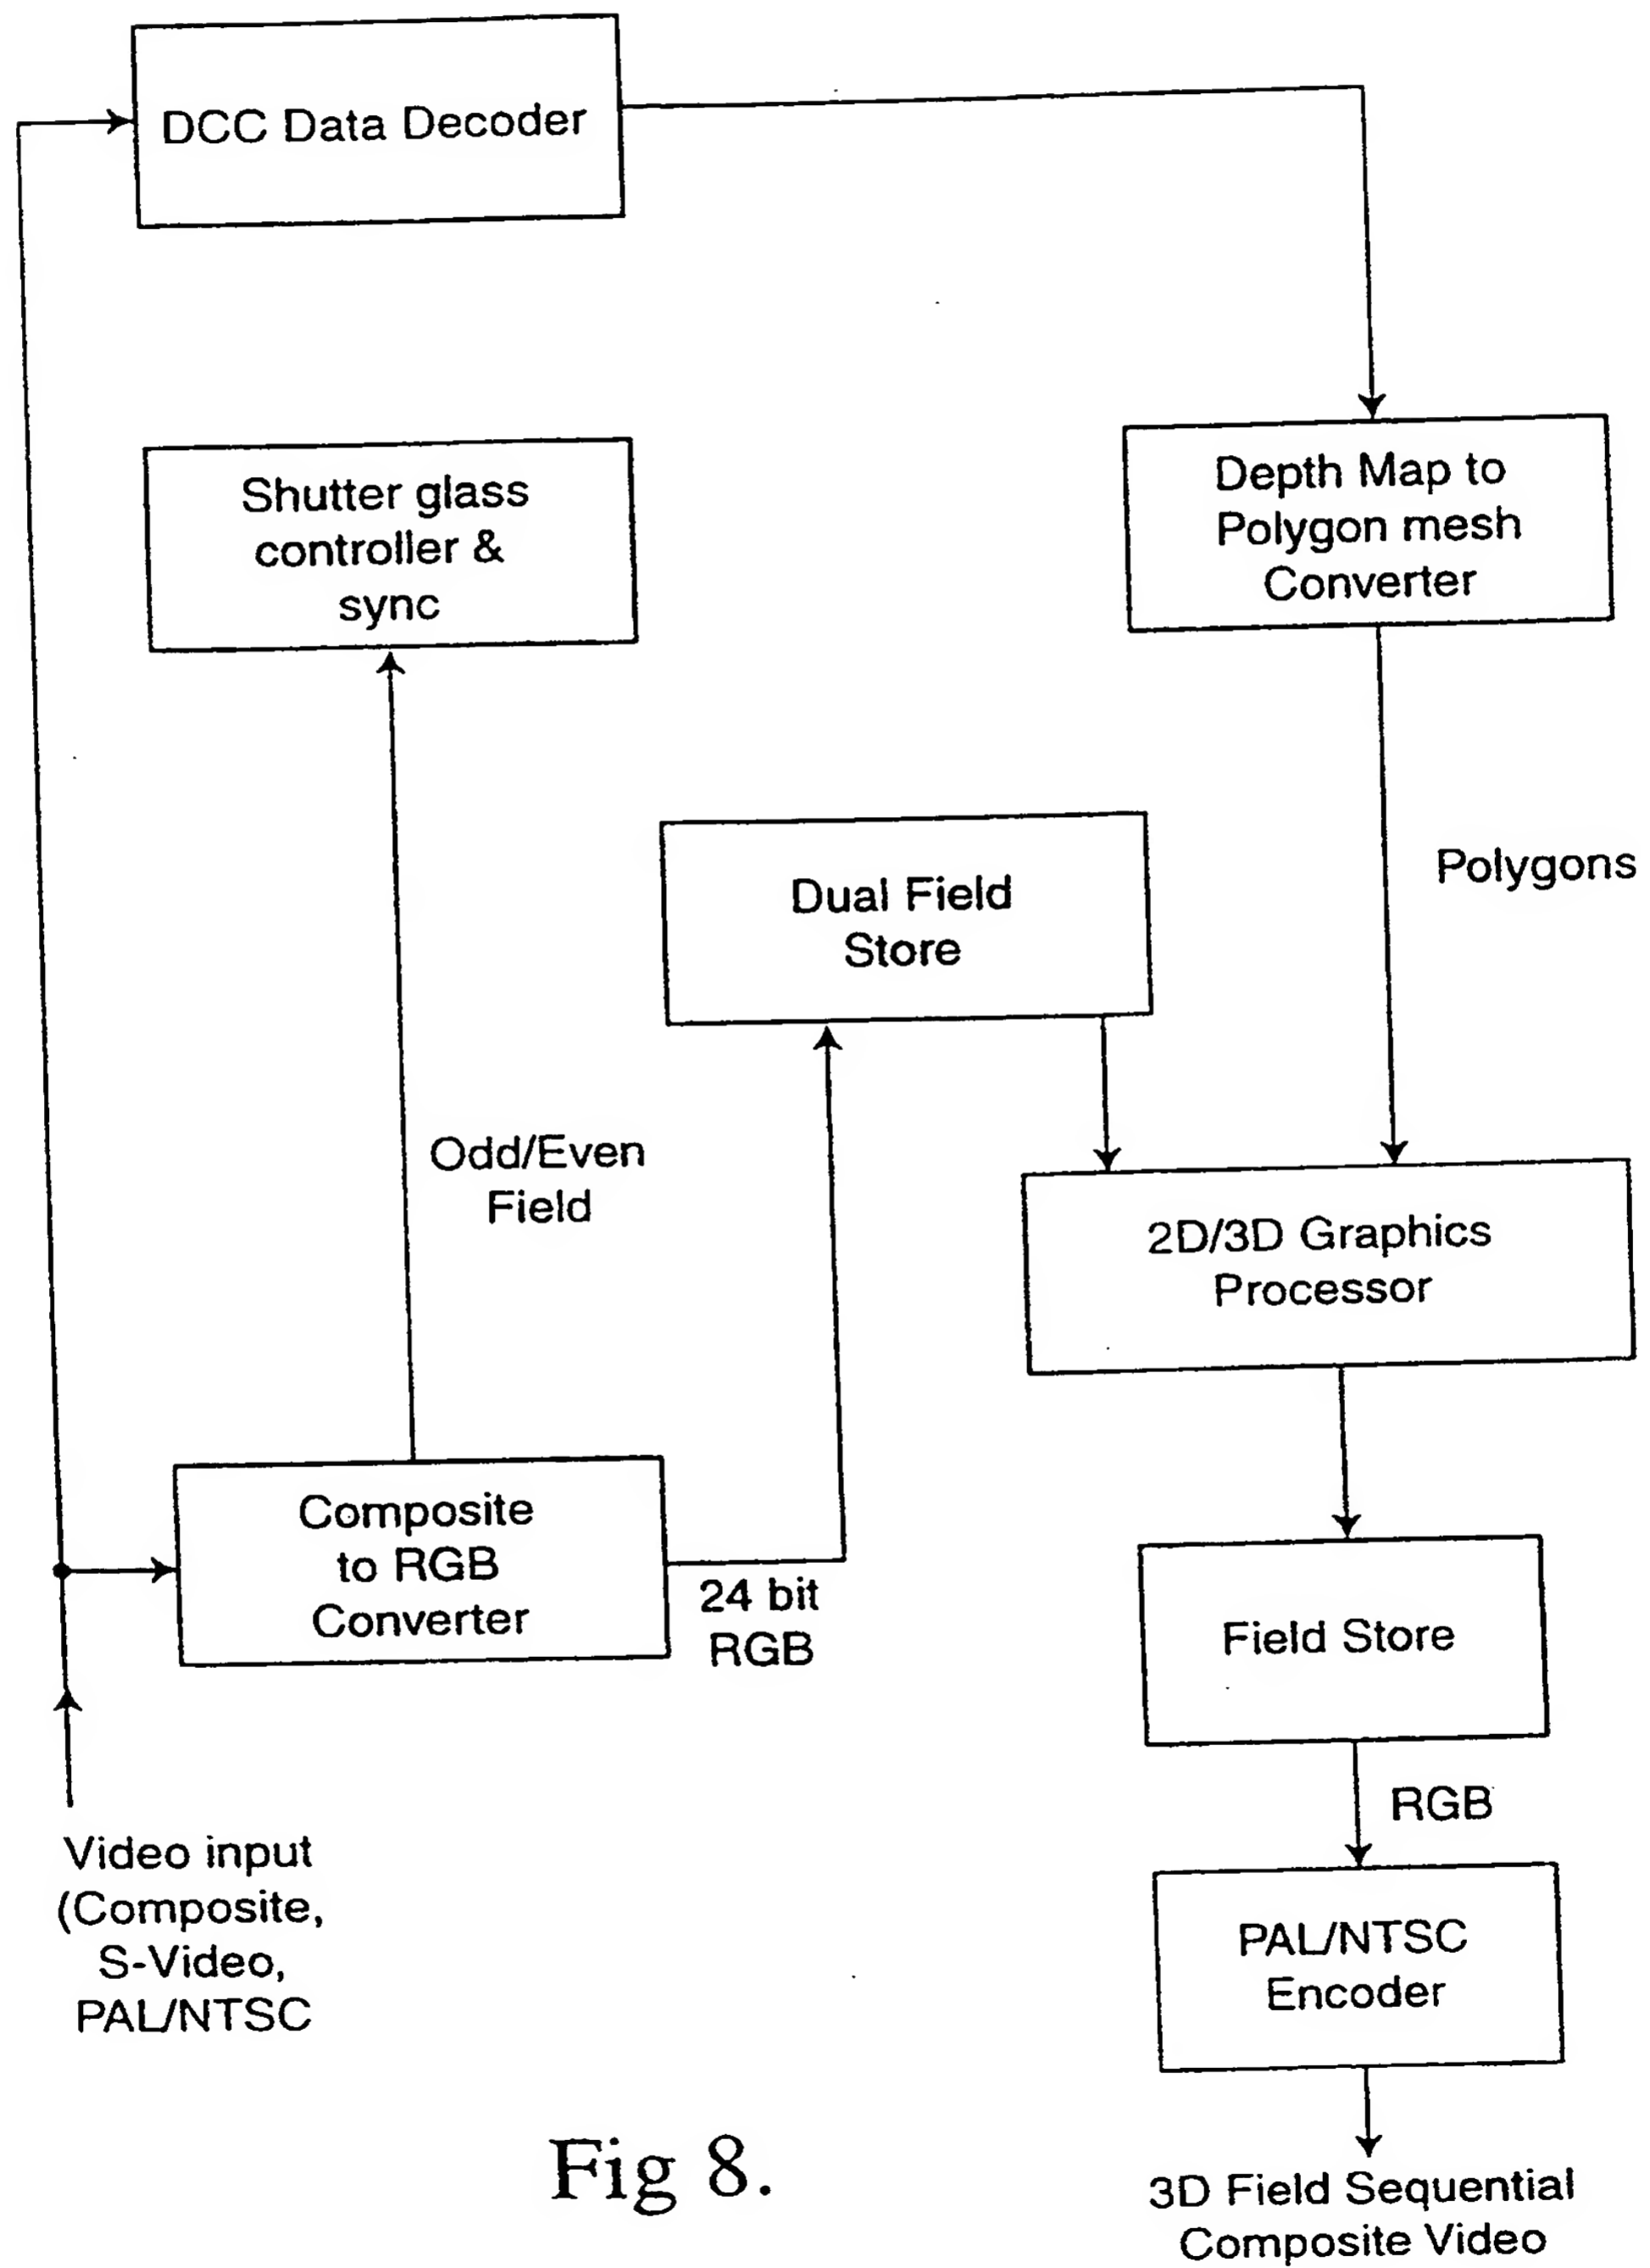 DCC Data Decoder
Shutter glass
controller &
sync
Depth Map to
Polygon mesh
Converter
Dual Field
Store
Polygons
Odd/Even
Field
2D/3D Graphics
Processor
Composite
to RGB
Converter
24 bit
RGB
Field Store
RGB
Video input
(Composite,
S-Video,
PAL/NTSC
PAL/NTSC
Encoder
3D Field Sequential
Composite Video
Fig 8.